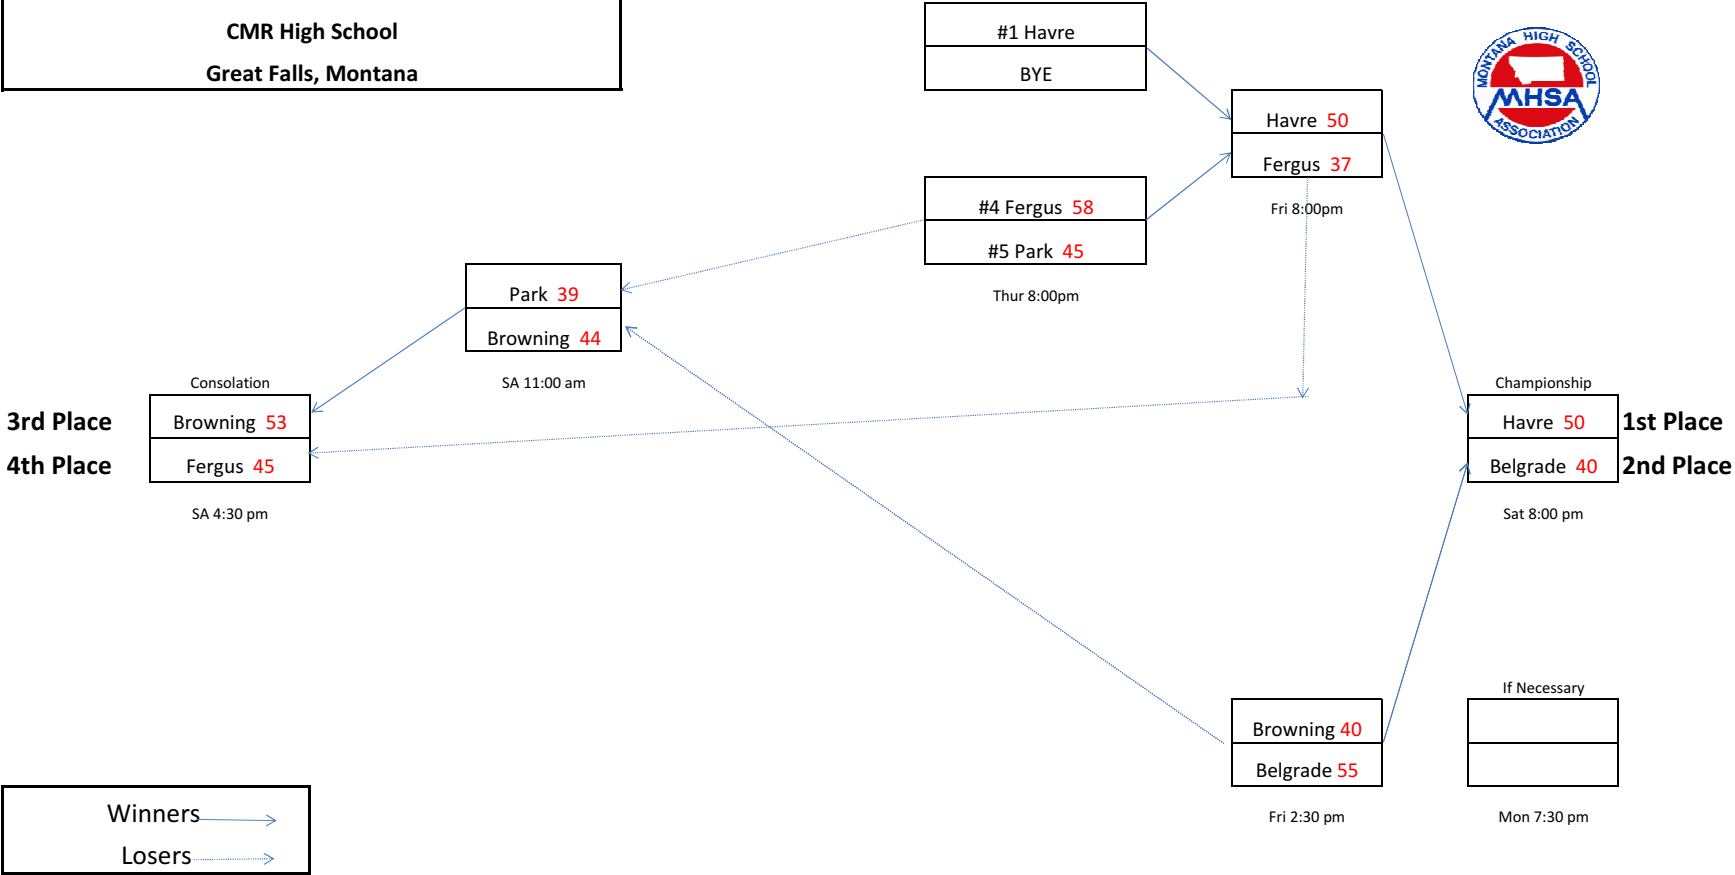 CMR High School
Great Falls, Montana
#1 Havre
BYE
MONTANA HIGH SCHOOL
MHSA
ASSOCIATION
Havre 50
Fergus 37
Fri 8:00pm
#4 Fergus 58
#5 Park 45
Thur 8:00pm
Park 39
Browning 44
SA 11:00 am
Consolation
3rd Place
Browning 53
4th Place
Fergus 45
SA 4:30 pm
Championship
Havre 50
1st Place
Belgrade 40
2nd Place
Sat 8:00 pm
If Necessary
Browning 40
Belgrade 55
Fri 2:30 pm
Mon 7:30 pm
Winners
Losers